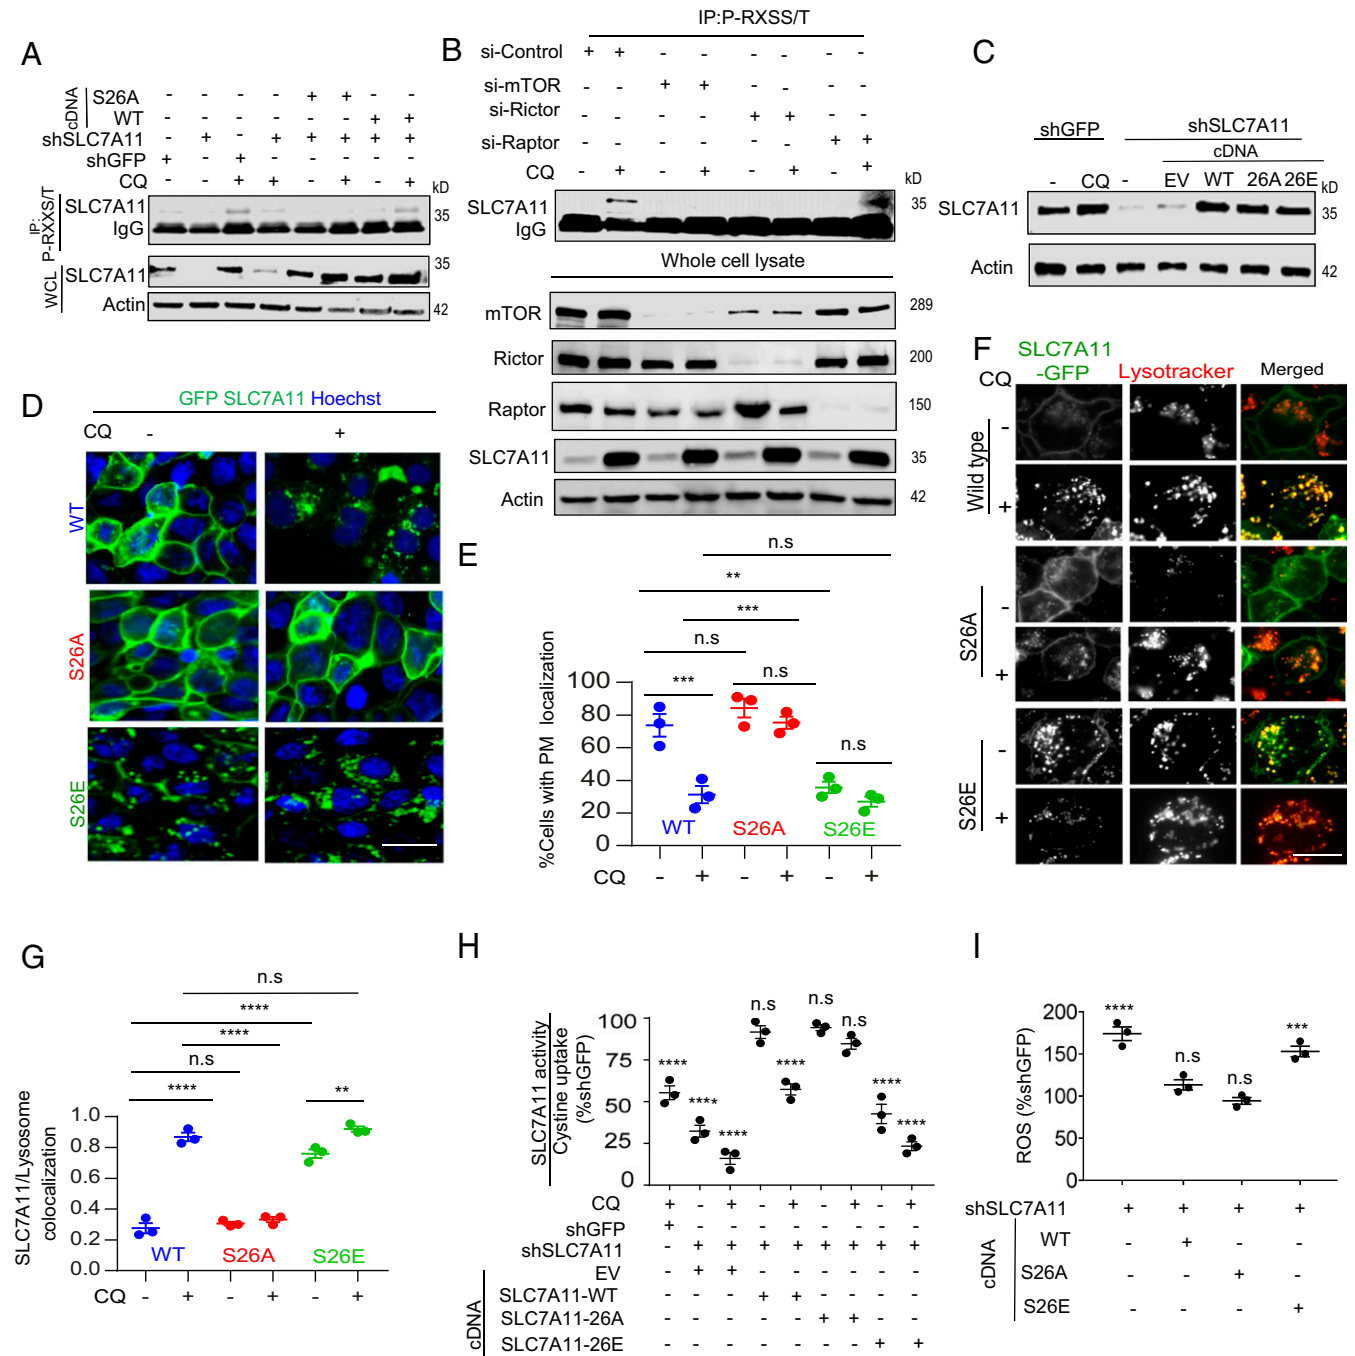 A
cDNA
S26A - - - - + + - -
WT - - - - - - + +
shSLC7A11 - + - + + + + +
shGFP + - + - - - - -
CQ - - + + - + - +
kD
IP:
P-RXXS/T
SLC7A11 35
IgG
WCL
SLC7A11 35
Actin 42
B
IP:P-RXSS/T
si-Control + + - - - - - -
si-mTOR - - + + - - - -
si-Rictor - - - - + + - -
si-Raptor - - - - - - + +
CQ - + - + - + - +
kD
SLC7A11 35
IgG
Whole cell lysate
mTOR 289
Rictor 200
Raptor 150
SLC7A11 35
Actin 42
C
shGFP shSLC7A11
cDNA
- CQ - EV WT 26A 26E kD
SLC7A11 35
Actin 42
D
GFP SLC7A11 Hoechst
CQ - +
WT
S26A
S26E
E
n.s
**
***
n.s n.s
***
n.s
%Cells with PM localization
100
80
60
40
20
0
WT S26A S26E
CQ - + - + - +
F
SLC7A11
-GFP
Lysotracker
Merged
CQ
Wild type
-
+
S26A
-
+
S26E
-
+
G
n.s
****
****
n.s
****
**
SLC7A11/Lysosome
colocalization
1.0
0.8
0.6
0.4
0.2
0.0
WT S26A S26E
CQ - + - + - +
H
SLC7A11 activity
Cystine uptake
(%shGFP)
100
75
50
25
0
**** **** **** n.s **** n.s n.s **** ****
CQ + - + - + - + - +
shGFP + - - - - - - - -
shSLC7A11 - + + + + + + + +
cDNA
EV - + + - - - - - -
SLC7A11-WT - - - + + - - - -
SLC7A11-26A - - - - - + + - -
SLC7A11-26E - - - - - - - + +
I
ROS (%shGFP)
200
150
100
50
0
**** n.s n.s ***
shSLC7A11 + + + +
cDNA
WT - + - -
S26A - - + -
S26E - - - +